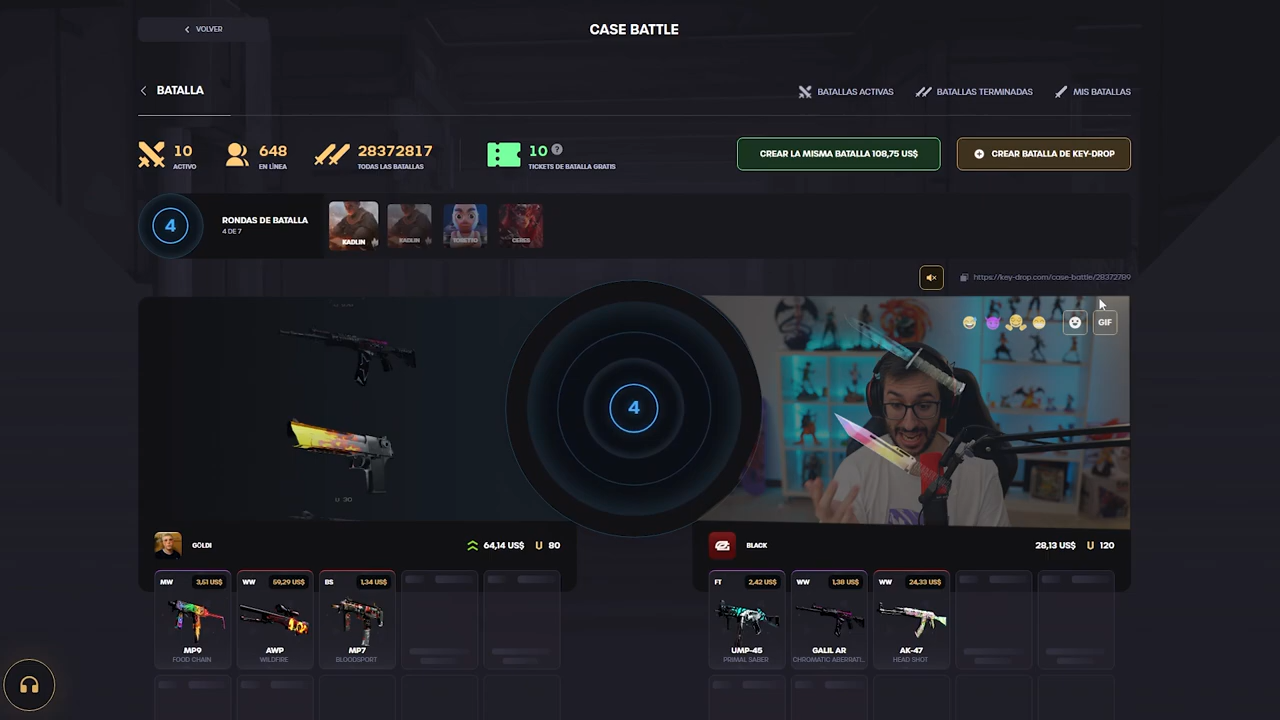 VOLVER
CASE BATTLE
BATALLA
BATALLAS ACTIVAS
BATALLAS TERMINADAS
MIS BATALLAS
10
ACTIVO
648
EN LÍNEA
28372817
TODAS LAS BATALLAS
10 ?
TICKETS DE BATALLA GRATIS
CREAR LA MISMA BATALLA 108,75 US$
CREAR BATALLA DE KEY-DROP
4
RONDAS DE BATALLA
4 DE 7
KADLIN
KADLIN
CERES
https://key-drop.com/case-battle/28372789
GIF
4
GÖLDI
64,14 US$
80
BLACK
28,13 US$
120
MW 3,51 US$
MP9
FOOD CHAIN
WW 59,29 US$
AWP
WILDFIRE
BS 1,34 US$
MP7
BLOODSPORT
FT 2,42 US$
UMP-45
PRIMAL SABER
WW 1,38 US$
GALIL AR
CHROMATIC ABERRATI...
WW 24,33 US$
AK-47
HEAD SHOT